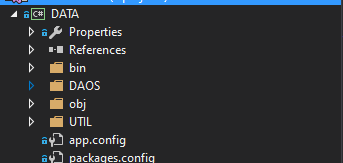 C# DATA
Properties
References
bin
DAOS
obj
UTIL
app.config
packages.config